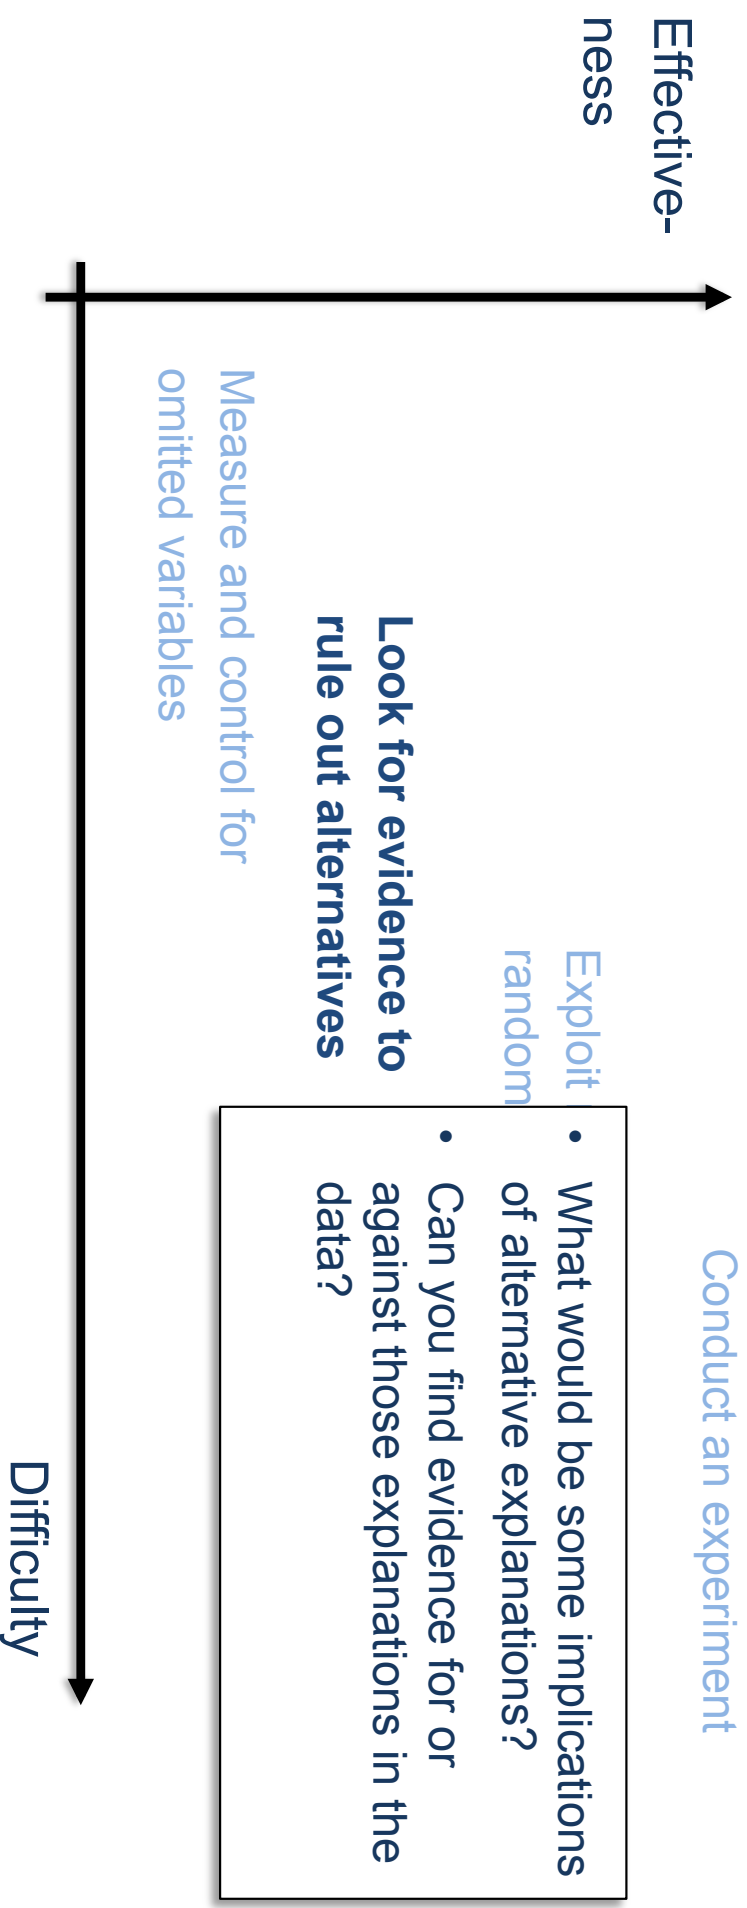 Effective-
ness
Conduct an experiment
Exploit
random
• What would be some implications
of alternative explanations?
• Can you find evidence for or
against those explanations in the
data?
Look for evidence to
rule out alternatives
Measure and control for
omitted variables
Difficulty